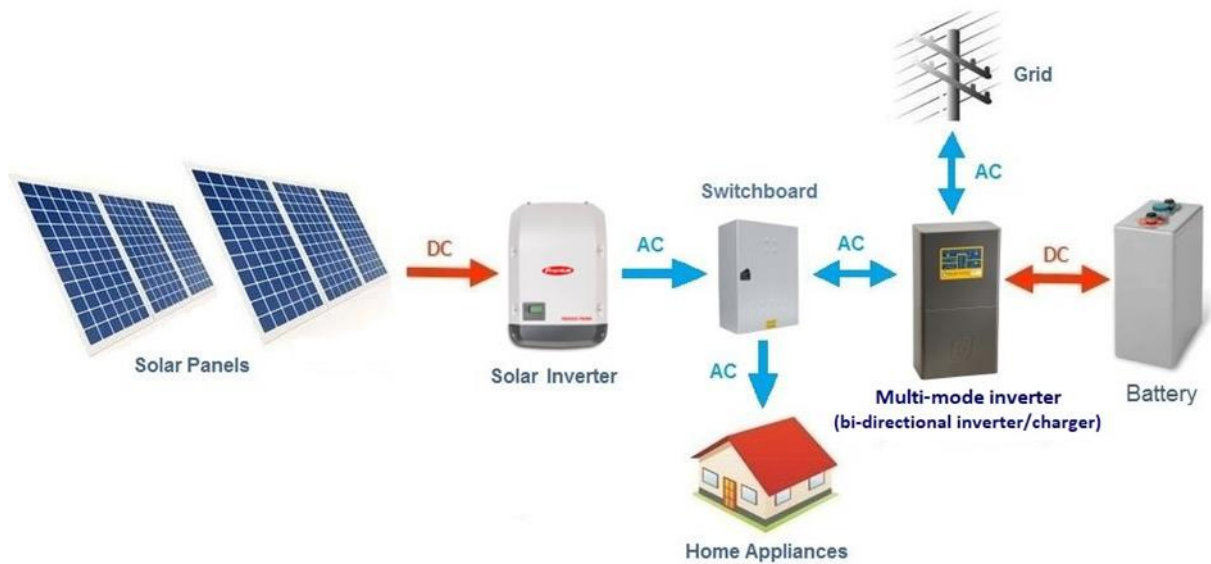 Grid
AC
Switchboard
DC
AC
AC
DC
Fronius
Solar Panels
Solar Inverter
AC
Multi-mode inverter
(bi-directional inverter/charger)
Battery
Home Appliances